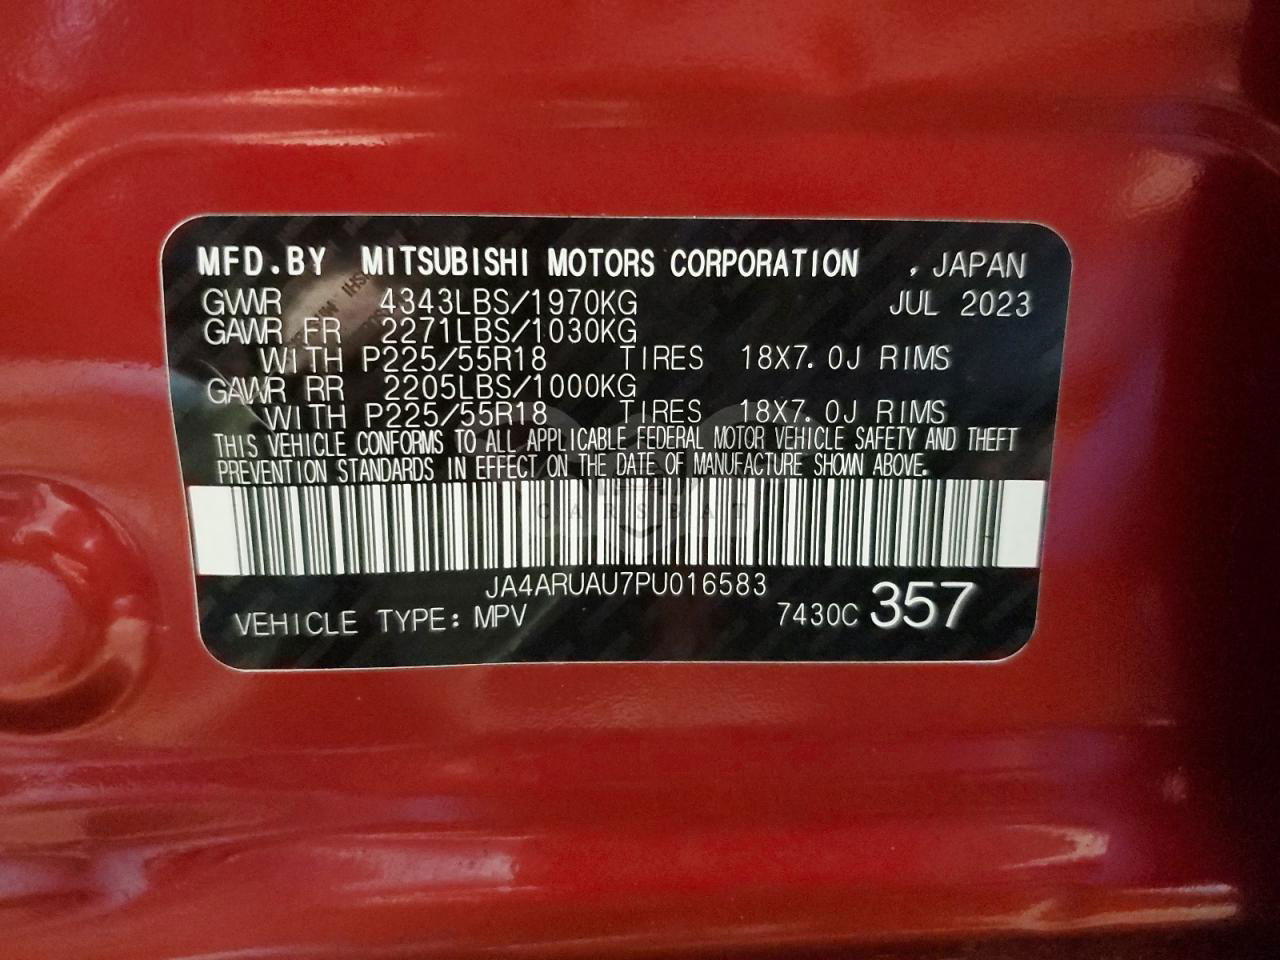 MFD.BY MITSUBISHI MOTORS CORPORATION , JAPAN
GVWR 4343LBS/1970KG JUL 2023
GAWR FR 2271LBS/1030KG
WITH P225/55R18 TIRES 18X7.0J RIMS
GAWR RR 2205LBS/1000KG
WITH P225/55R18 TIRES 18X7.0J RIMS
THIS VEHICLE CONFORMS TO ALL APPLICABLE FEDERAL MOTOR VEHICLE SAFETY AND THEFT
PREVENTION STANDARDS IN EFFECT ON THE DATE OF MANUFACTURE SHOWN ABOVE.
CARSBAT
JA4ARUAU7PU016583
VEHICLE TYPE: MPV 7430C 357